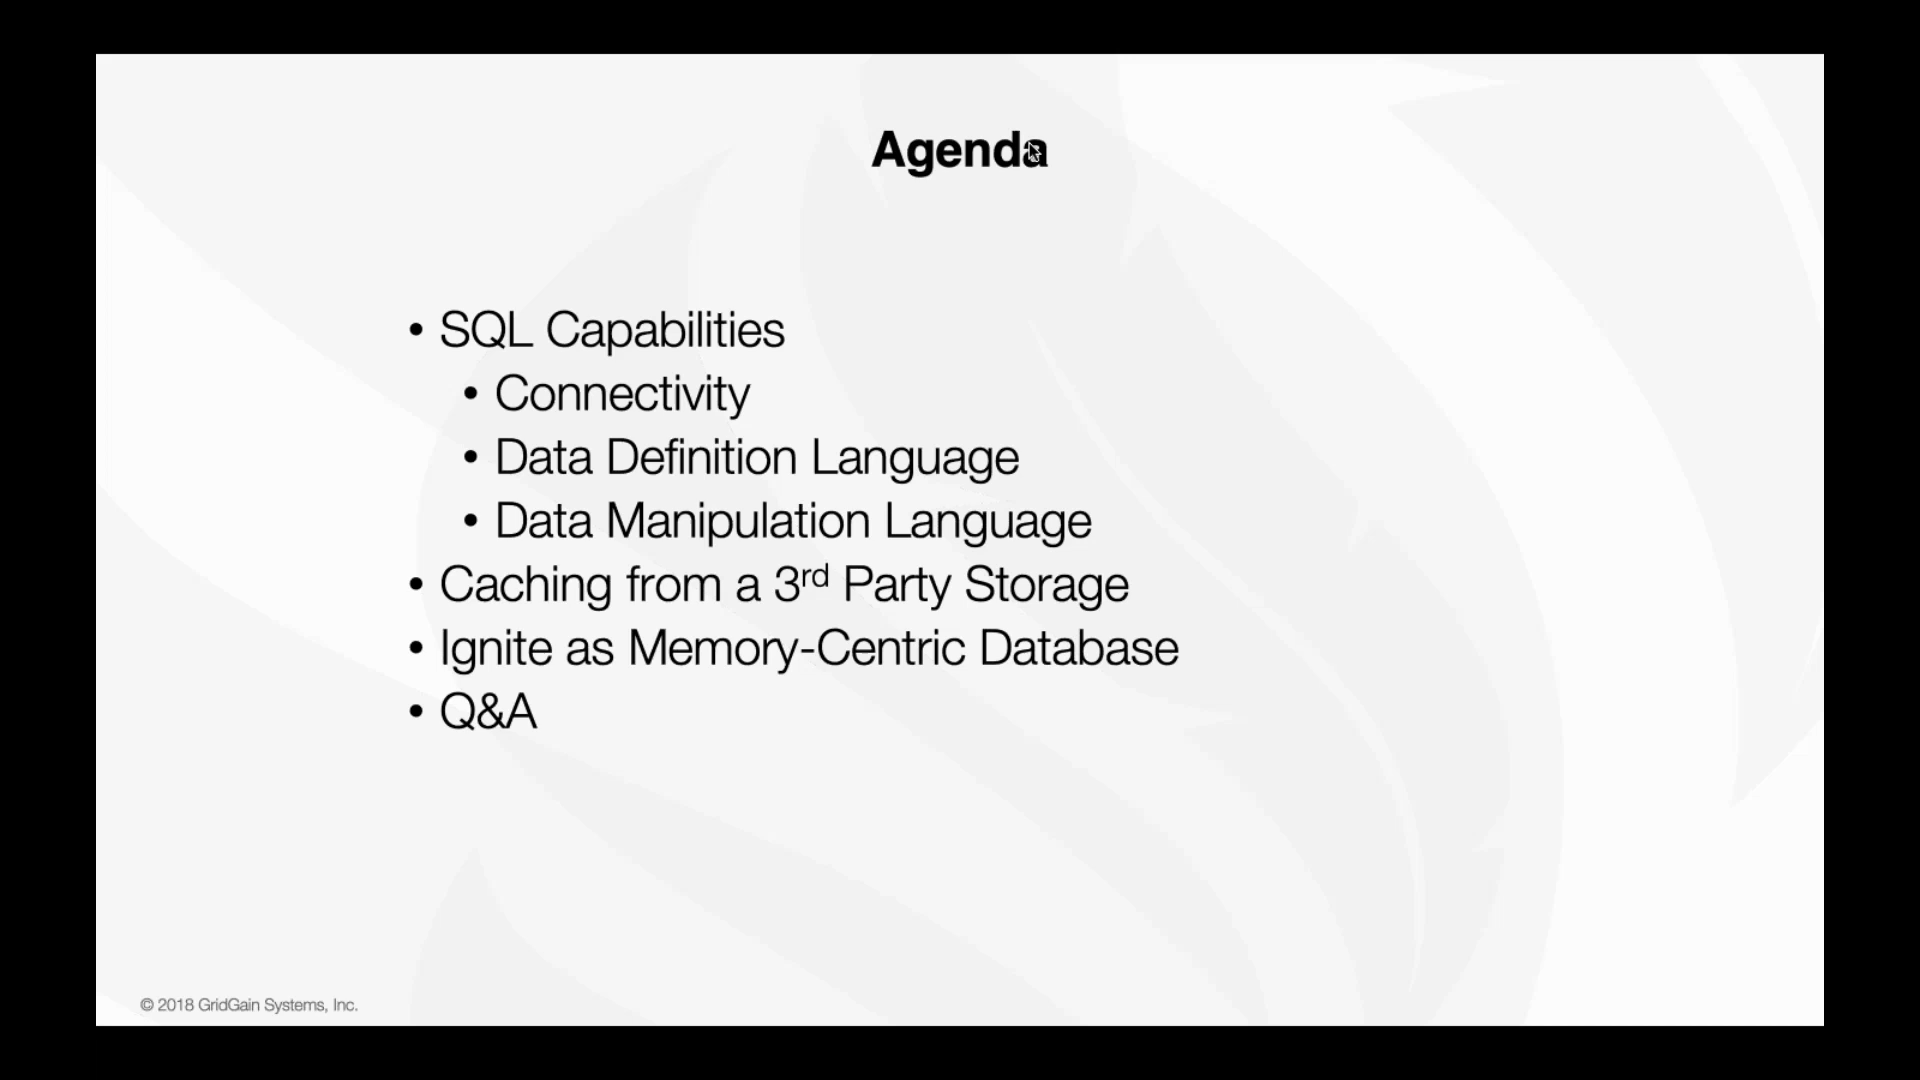 Agenda
• SQL Capabilities
• Connectivity
• Data Definition Language
• Data Manipulation Language
• Caching from a 3rd Party Storage
• Ignite as Memory-Centric Database
• Q&A
© 2018 GridGain Systems, Inc.